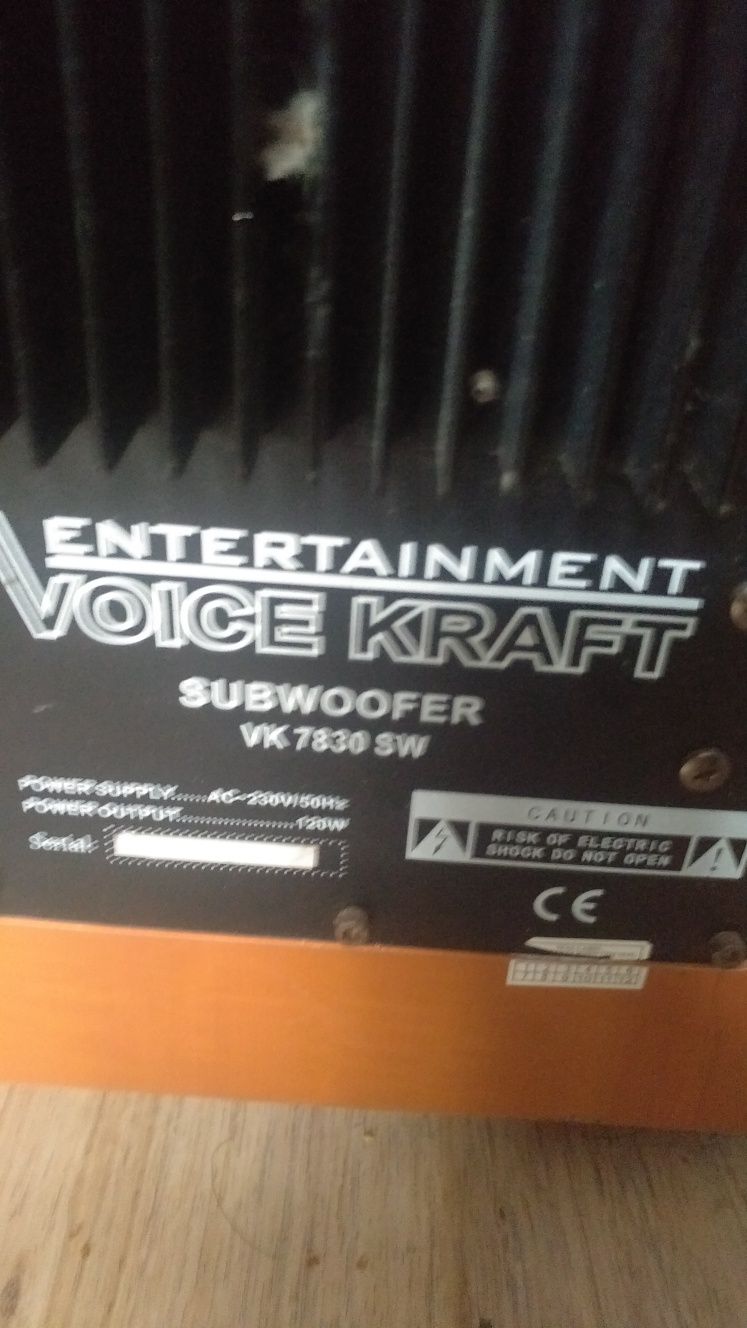 ENTERTAINMENT
VOICE KRAFT
SUBWOOFER
VK 7830 SW
POWER SUPPLY......AC~230V/50Hz
POWER OUTPUT......................120W
Serial:
CAUTION
RISK OF ELECTRIC
SHOCK DO NOT OPEN
CE